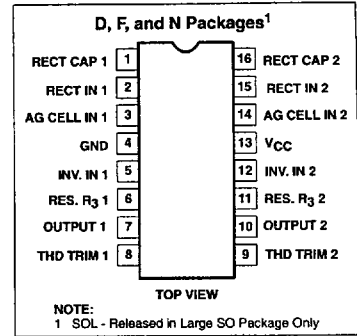 D, F, and N Packages1
RECT CAP 1 1 16 RECT CAP 2
RECT IN 1 2 15 RECT IN 2
AG CELL IN 1 3 14 AG CELL IN 2
GND 4 13 VCC
INV. IN 1 5 12 INV. IN 2
RES. R3 1 6 11 RES. R3 2
OUTPUT 1 7 10 OUTPUT 2
THD TRIM 1 8 9 THD TRIM 2
TOP VIEW
NOTE:
1 SOL - Released in Large SO Package Only